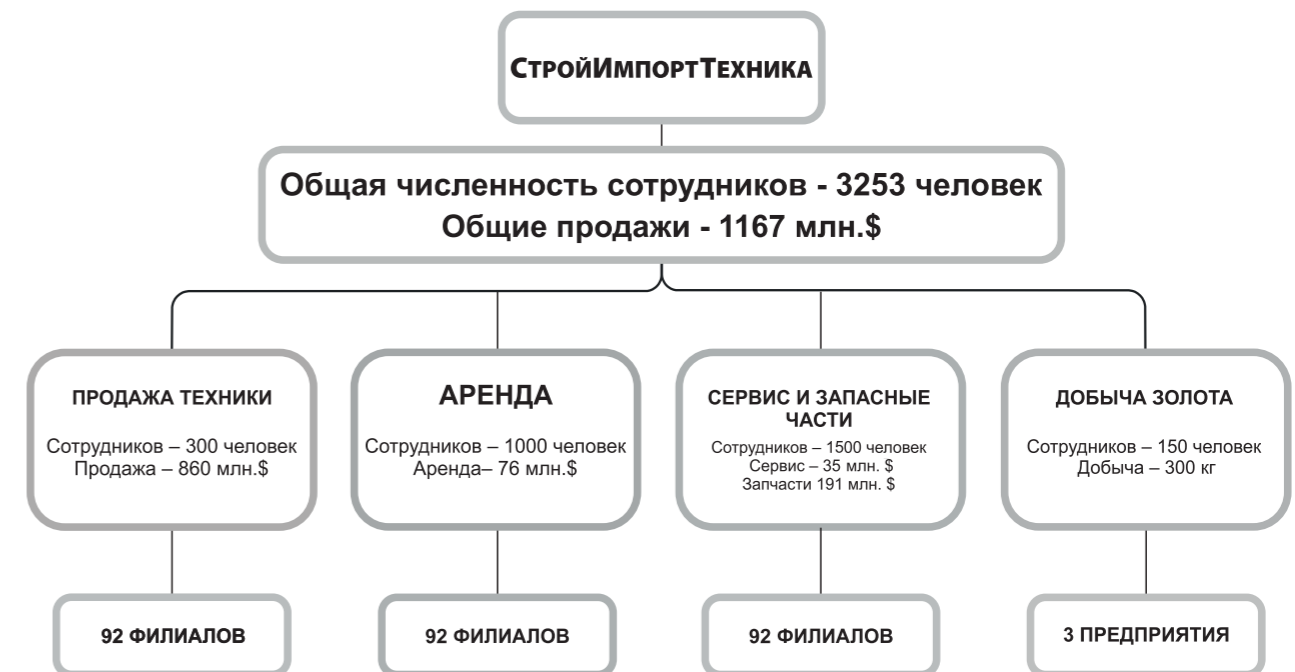 СТРОЙИМПОРТТЕХНИКА
Общая численность сотрудников - 3253 человек
Общие продажи - 1167 млн.$
ПРОДАЖА ТЕХНИКИ
Сотрудников – 300 человек
Продажа – 860 млн.$
АРЕНДА
Сотрудников – 1000 человек
Аренда– 76 млн.$
СЕРВИС И ЗАПАСНЫЕ
ЧАСТИ
Сотрудников – 1500 человек
Сервис – 35 млн. $
Запчасти 191 млн. $
ДОБЫЧА ЗОЛОТА
Сотрудников – 150 человек
Добыча – 300 кг
92 ФИЛИАЛОВ
92 ФИЛИАЛОВ
92 ФИЛИАЛОВ
3 ПРЕДПРИЯТИЯ